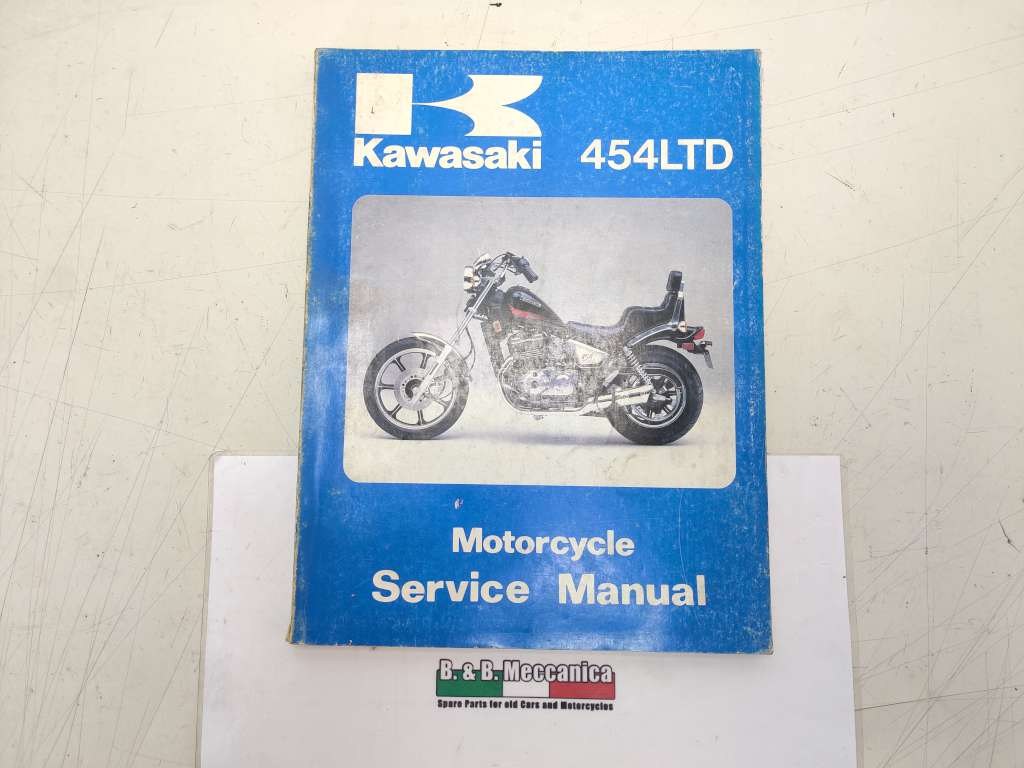 Kawasaki 454LTD
Motorcycle
Service Manual
B. & B. Meccanica
Spare Parts for old Cars and Motorcycles